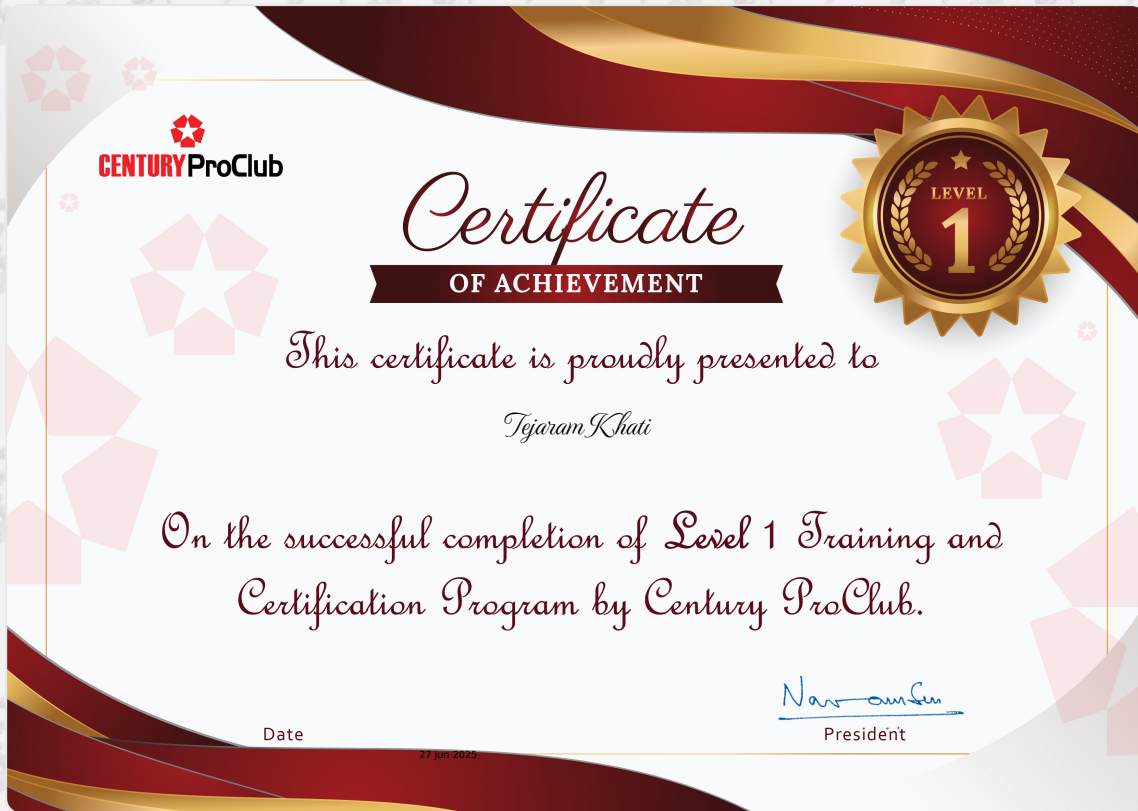 CENTURY ProClub
LEVEL
1
Certificate
OF ACHIEVEMENT
This certificate is proudly presented to
Tejaram Khati
On the successful completion of Level 1 Training and
Certification Program by Century ProClub.
Date
President
27 Jun 2025